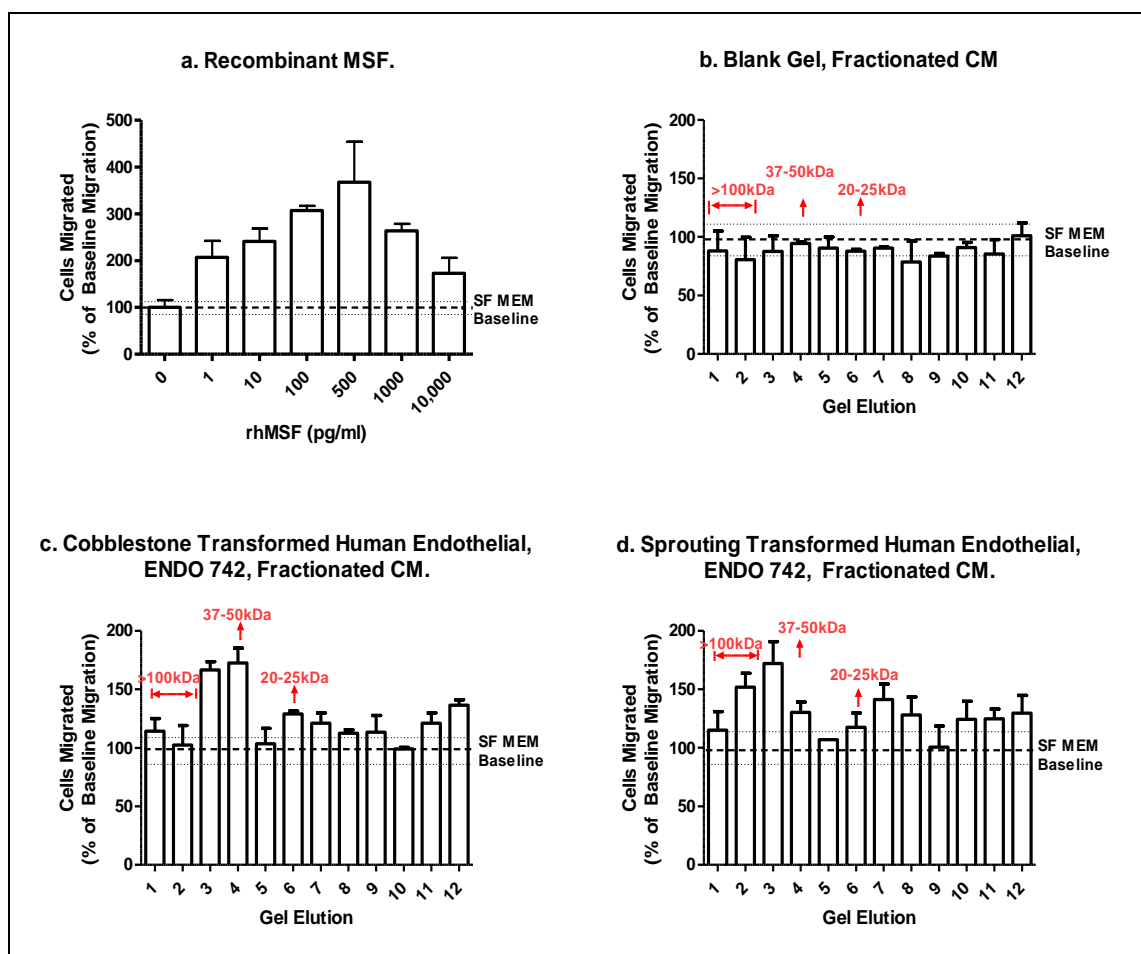 a. Recombinant MSF.
Cells Migrated
(% of Baseline Migration)
500
400
300
200
100
0
SF MEM
Baseline
0
1
10
100
500
1000
10,000
rhMSF (pg/ml)
b. Blank Gel, Fractionated CM
Cells Migrated
(% of Baseline Migration)
200
150
100
50
0
>100kDa
37-50kDa
20-25kDa
SF MEM
Baseline
1
2
3
4
5
6
7
8
9
10
11
12
Gel Elution
c. Cobblestone Transformed Human Endothelial,
ENDO 742, Fractionated CM.
Cells Migrated
(% of Baseline Migration)
200
150
100
50
0
>100kDa
37-50kDa
20-25kDa
SF MEM
Baseline
1
2
3
4
5
6
7
8
9
10
11
12
Gel Elution
d. Sprouting Transformed Human Endothelial,
ENDO 742, Fractionated CM.
Cells Migrated
(% of Baseline Migration)
200
150
100
50
0
>100kDa
37-50kDa
20-25kDa
SF MEM
Baseline
1
2
3
4
5
6
7
8
9
10
11
12
Gel Elution